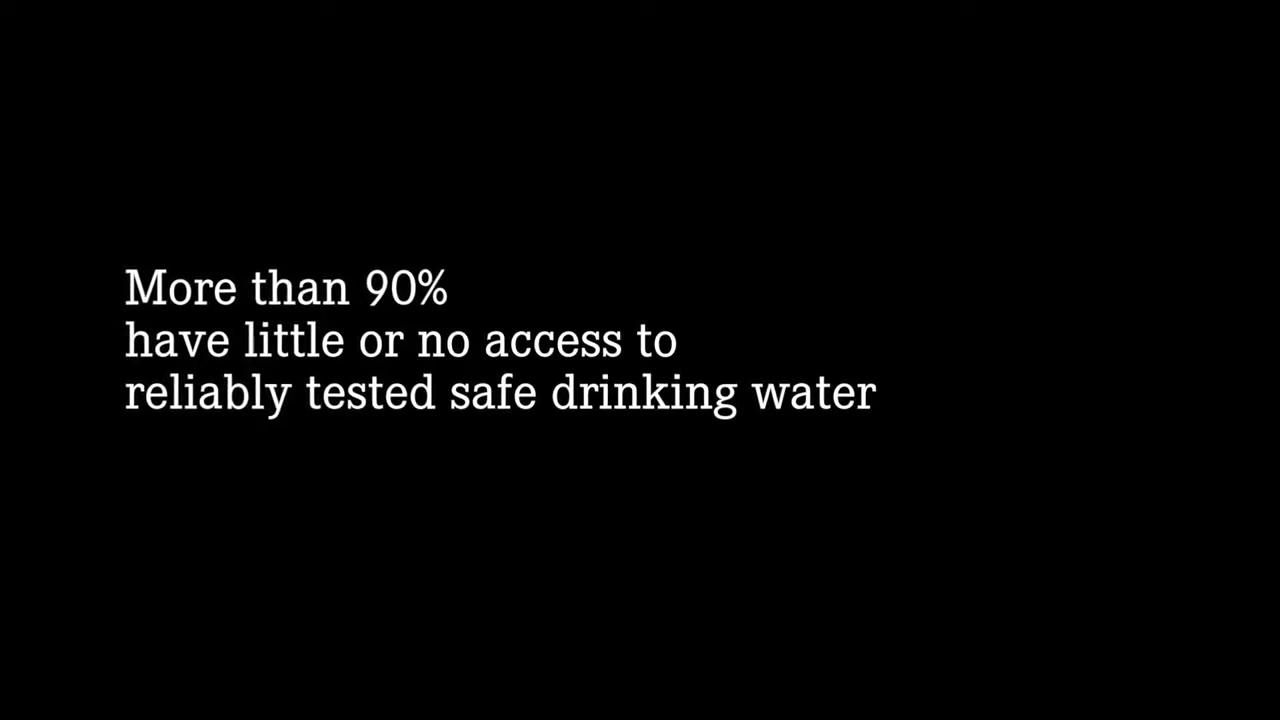 More than 90%
have little or no access to
reliably tested safe drinking water